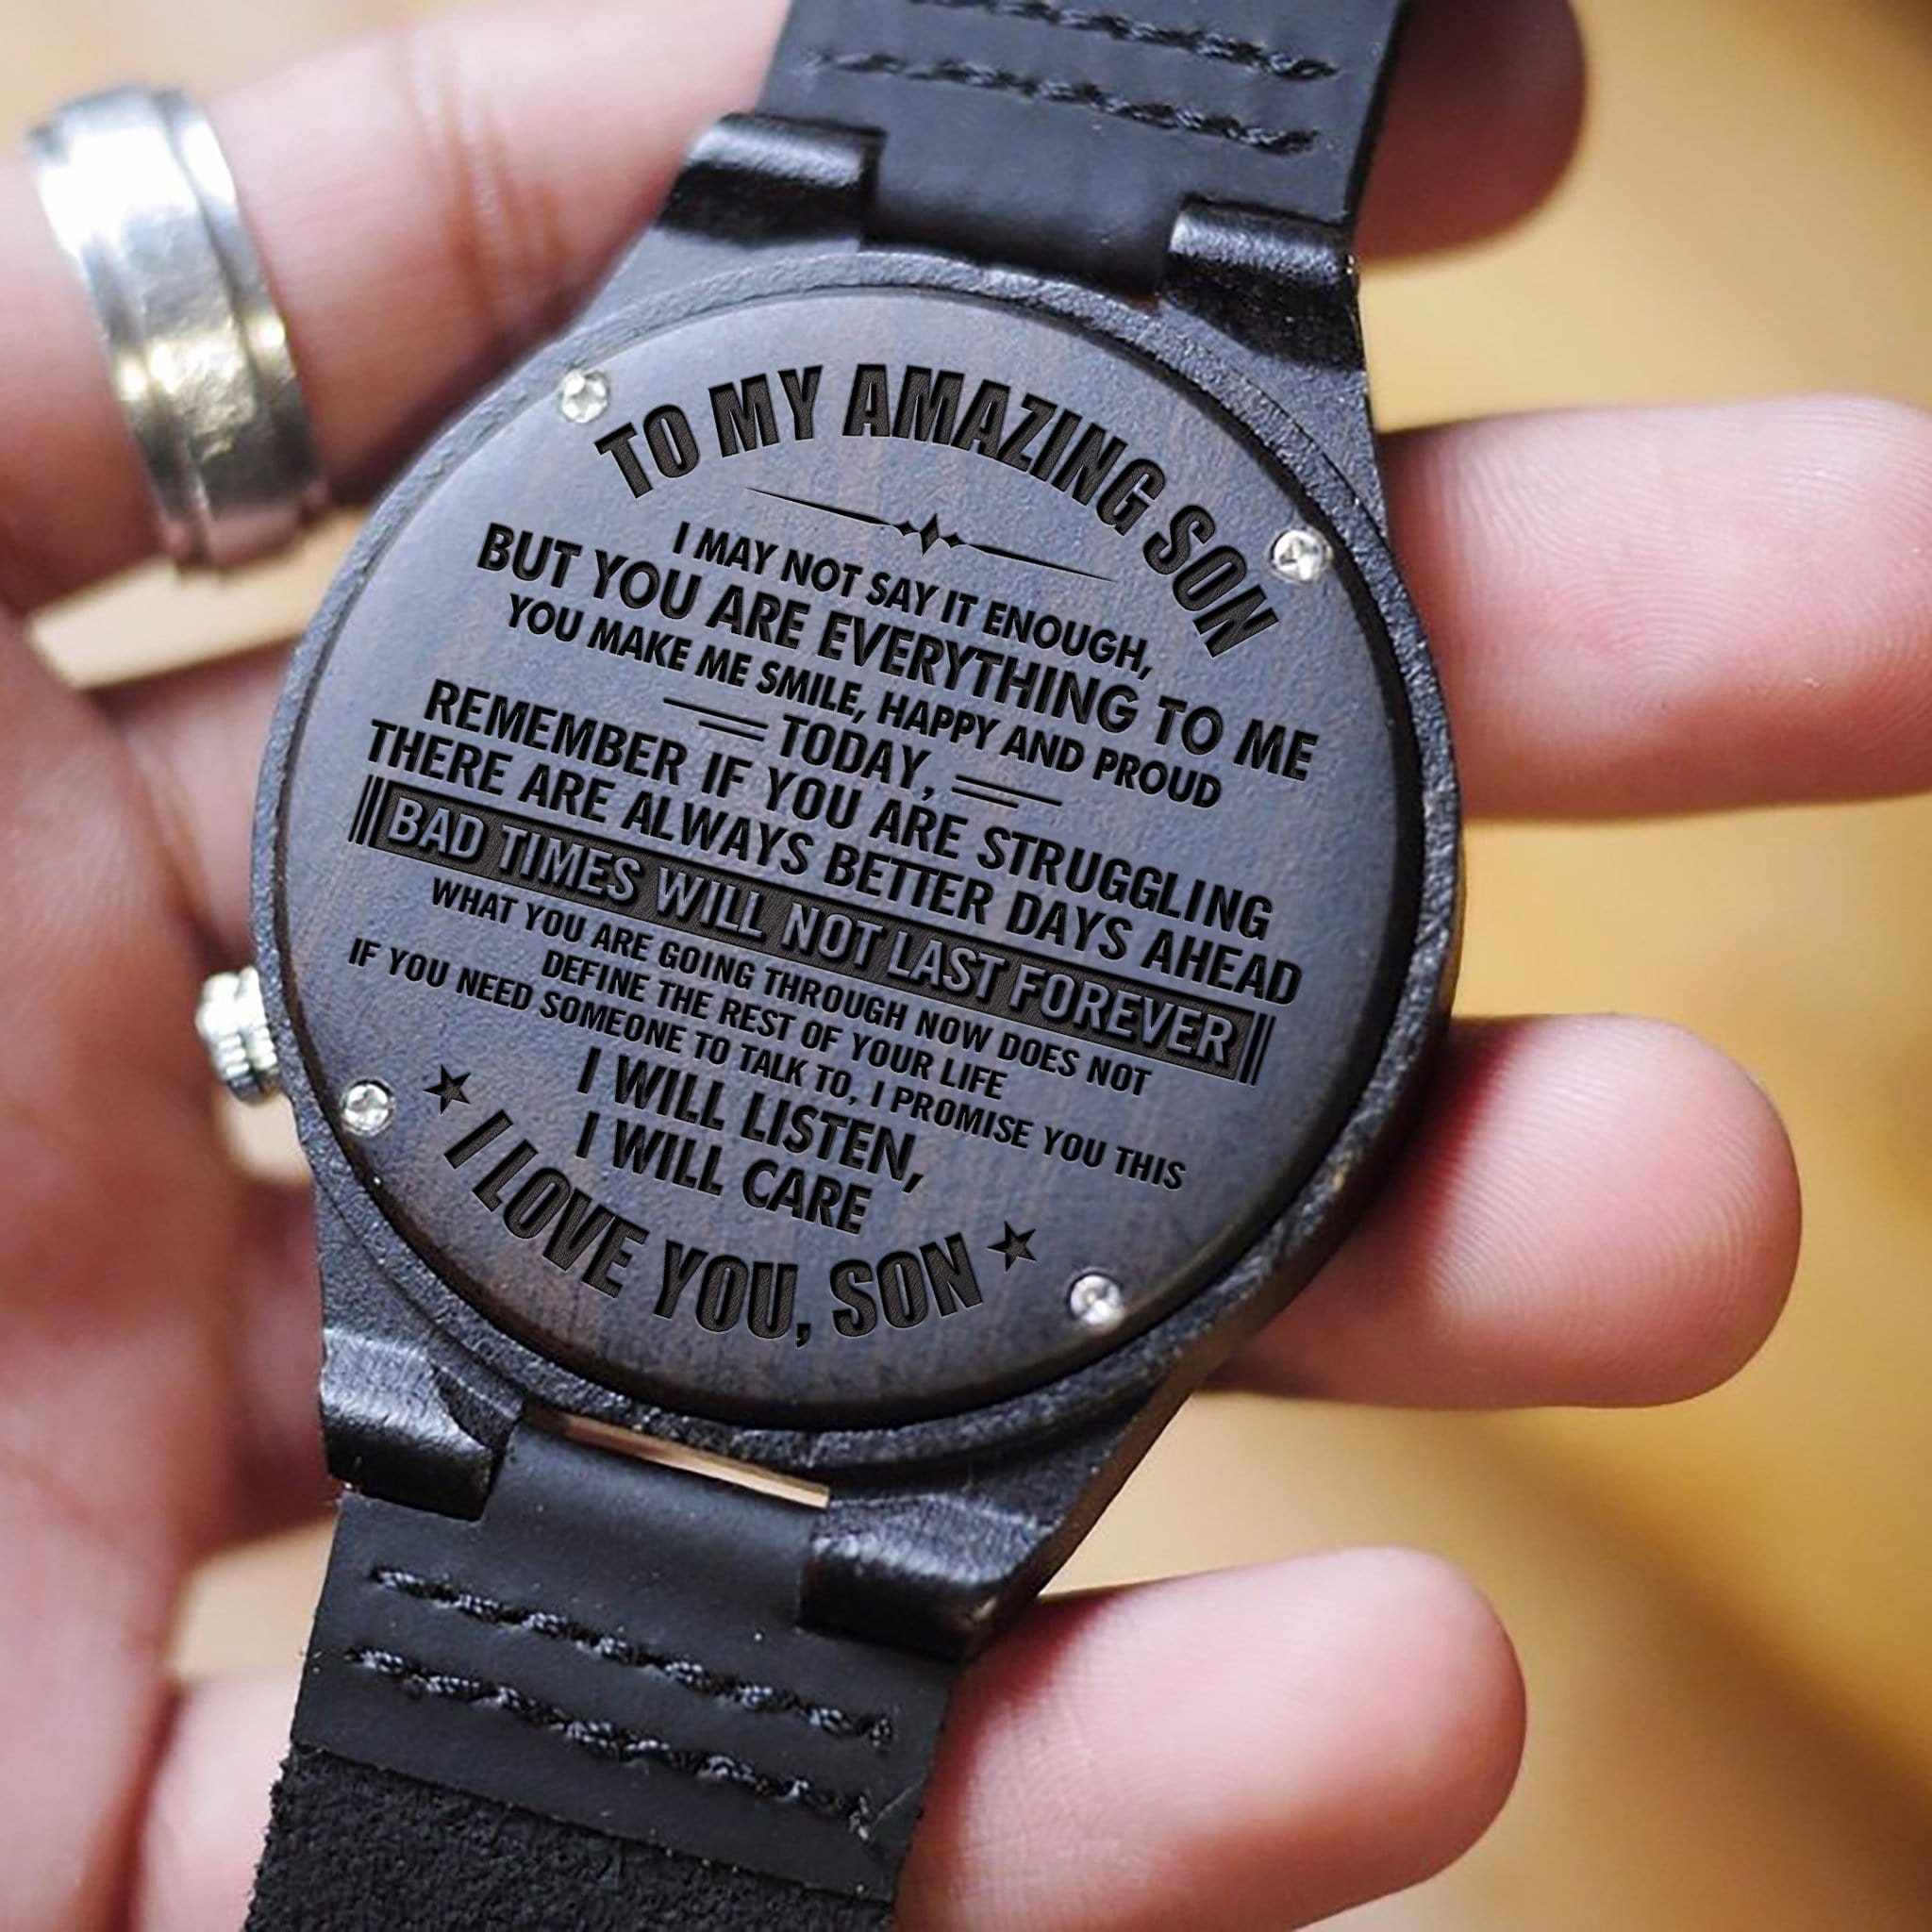 TO MY AMAZING SON
I MAY NOT SAY IT ENOUGH,
BUT YOU ARE EVERYTHING TO ME
YOU MAKE ME SMILE, HAPPY AND PROUD
TODAY,
REMEMBER IF YOU ARE STRUGGLING
THERE ARE ALWAYS BETTER DAYS AHEAD
BAD TIMES WILL NOT LAST FOREVER
WHAT YOU ARE GOING THROUGH NOW DOES NOT
DEFINE THE REST OF YOUR LIFE
IF YOU NEED SOMEONE TO TALK TO, I PROMISE YOU THIS
I WILL LISTEN,
I WILL CARE
I LOVE YOU, SON